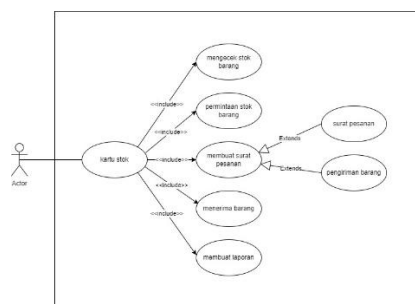 mengecek stok
barang
<<include>>
permintaan stok
barang
<<include>>
surat pesanan
Extends
kartu stok
<<include>>
membuat surat
pesanan
Extends
pengiriman barang
Actor
<<include>>
menerima barang
<<include>>
membuat laporan